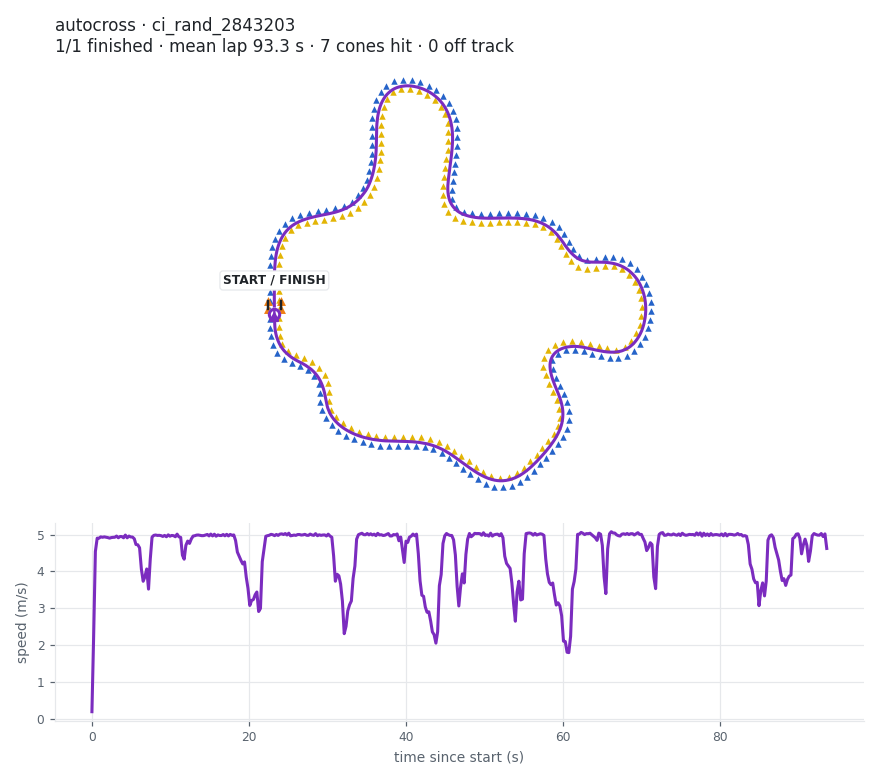 autocross · ci_rand_2843203
1/1 finished · mean lap 93.3 s · 7 cones hit · 0 off track
START / FINISH
5
4
3
2
1
0
speed (m/s)
0 20 40 60 80
time since start (s)